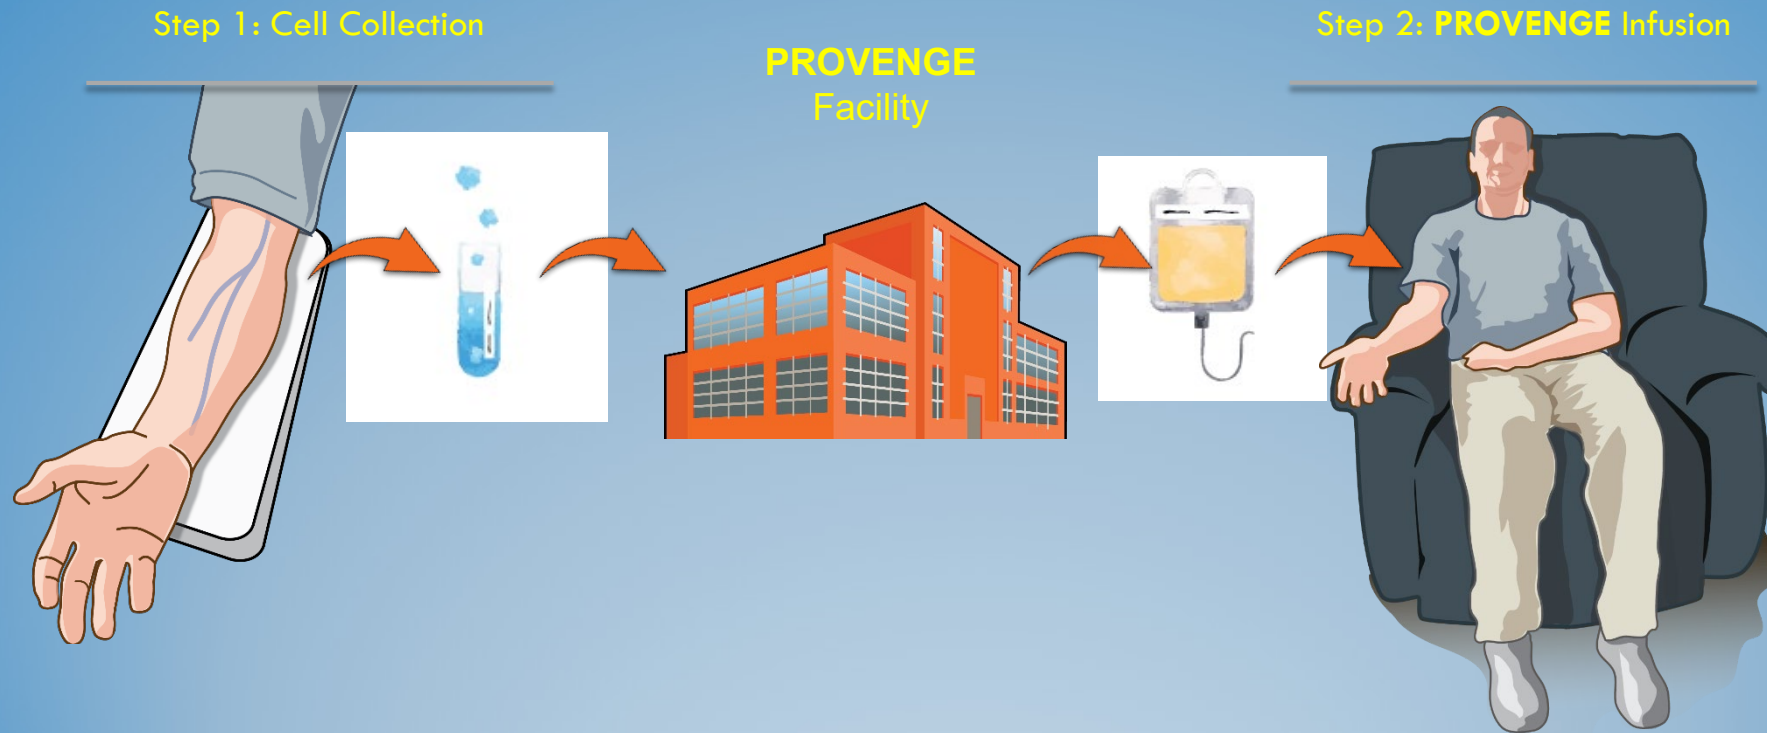 Step 1: Cell Collection
PROVENGE
Facility
Step 2: PROVENGE Infusion